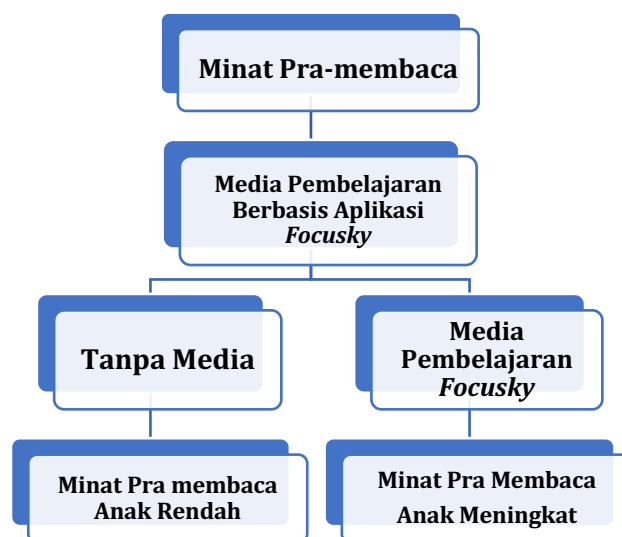 Minat Pra-membaca
Media Pembelajaran
Berbasis Aplikasi
Focusky
Tanpa Media
Media
Pembelajaran
Focusky
Minat Pra membaca
Anak Rendah
Minat Pra Membaca
Anak Meningkat